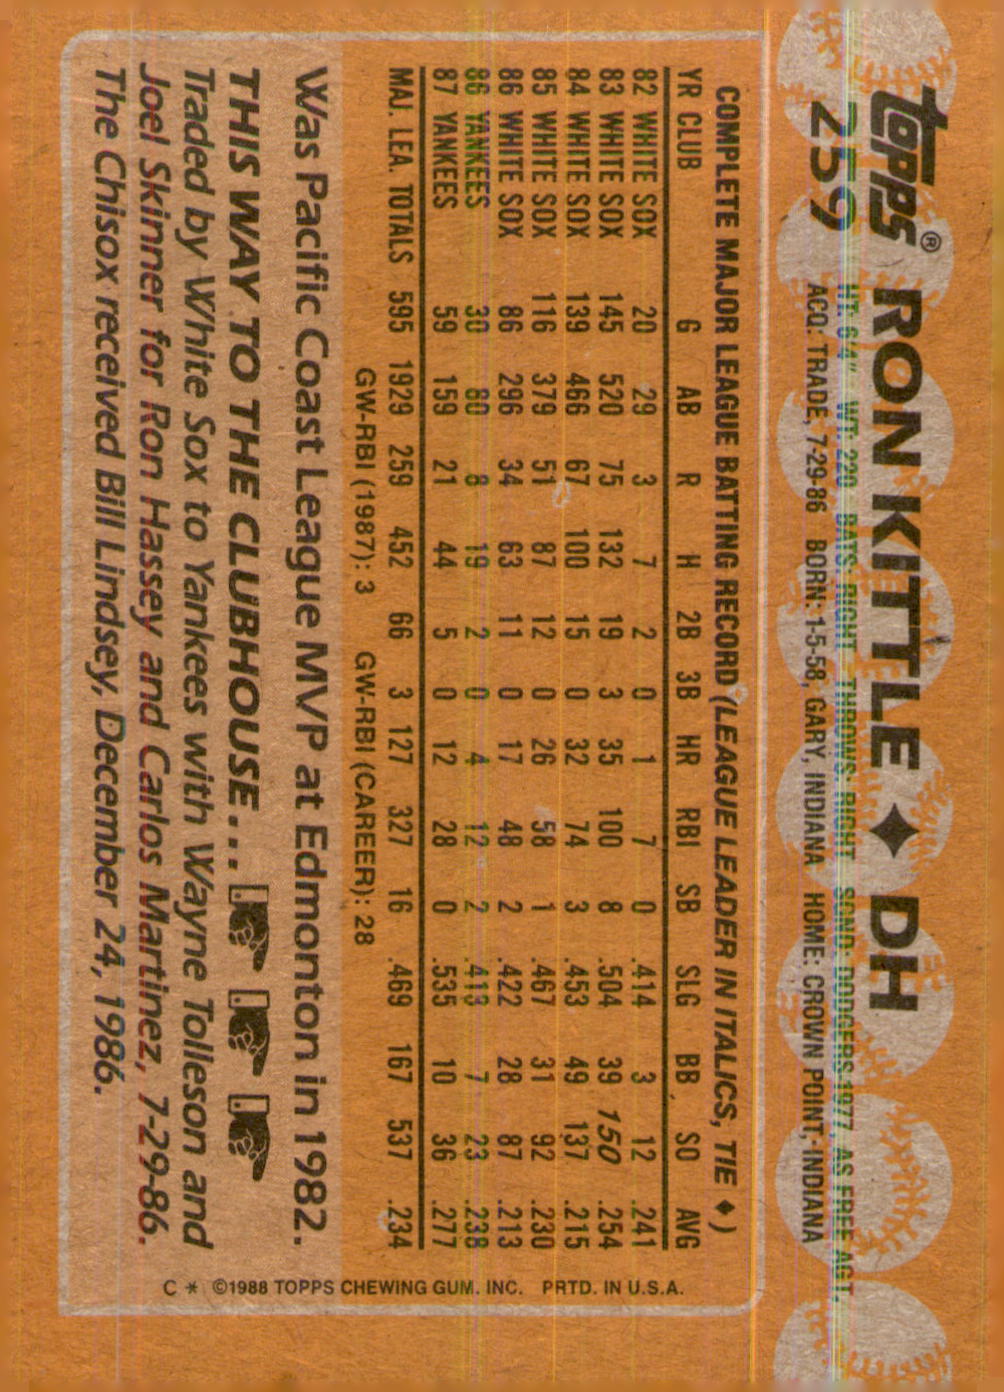 Topps®
259
RON KITTLE ♦ DH
HT: 6'4" WT: 220 BATS: RIGHT THROWS: RIGHT SGND: DODGERS-1977, AS FREE AGT.
ACQ: TRADE, 7-29-86 BORN: 1-5-58, GARY, INDIANA HOME: CROWN POINT, INDIANA
COMPLETE MAJOR LEAGUE BATTING RECORD (LEAGUE LEADER IN ITALICS, TIE ♦)
YR CLUB G AB R H 2B 3B HR RBI SB SLG BB SO AVG
82 WHITE SOX 20 29 3 7 2 0 1 7 0 .414 3 12 .241
83 WHITE SOX 145 520 75 132 19 3 35 100 8 .504 39 150 .254
84 WHITE SOX 139 466 67 100 15 0 32 74 3 .453 49 137 .215
85 WHITE SOX 116 379 51 87 12 0 26 58 1 .467 31 92 .230
86 WHITE SOX 86 296 34 63 11 0 17 48 2 .422 28 87 .213
86 YANKEES 30 80 8 19 2 0 4 12 2 .413 7 23 .238
87 YANKEES 59 159 21 44 5 0 12 28 0 .535 10 36 .277
MAJ. LEA. TOTALS 595 1929 259 452 66 3 127 327 16 .469 167 537 .234
GW-RBI (1987): 3 GW-RBI (CAREER): 28
Was Pacific Coast League MVP at Edmonton in 1982.
THIS WAY TO THE CLUBHOUSE...
Traded by White Sox to Yankees with Wayne Tolleson and
Joel Skinner for Ron Hassey and Carlos Martinez, 7-29-86.
The Chisox received Bill Lindsey, December 24, 1986.
C * ©1988 TOPPS CHEWING GUM. INC. PRTD. IN U.S.A.